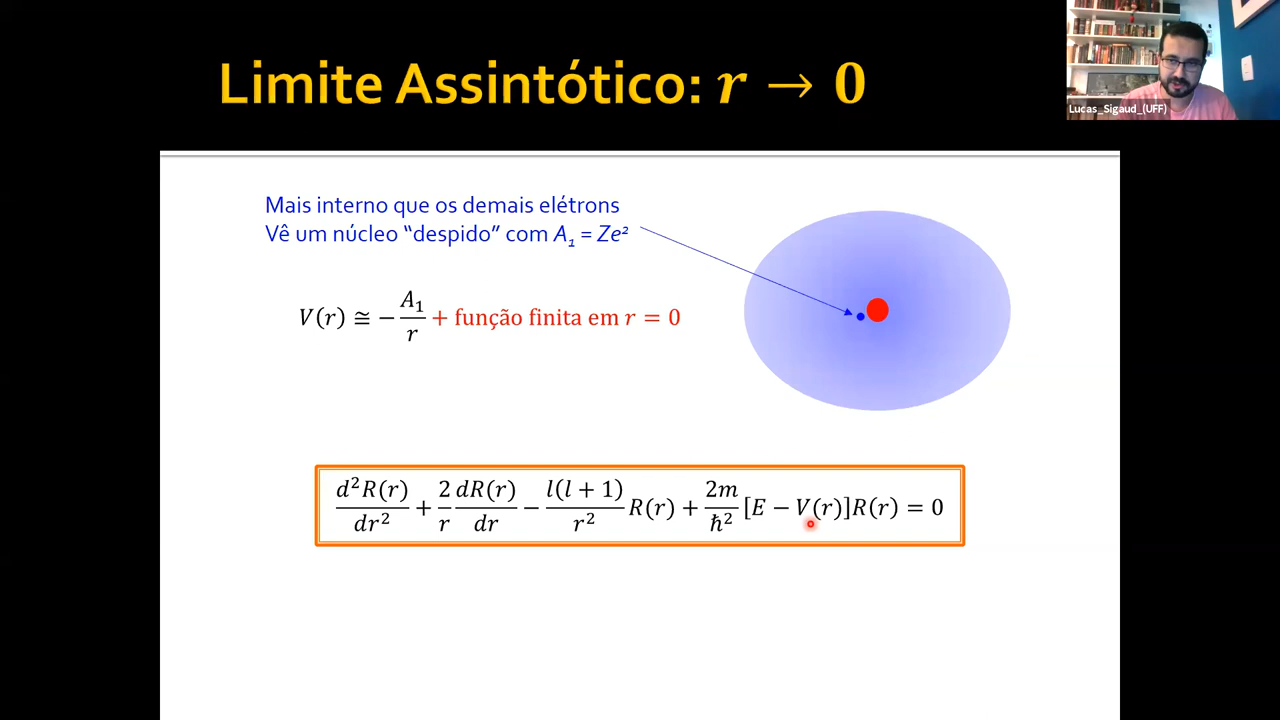 Limite Assintótico: r → 0
Lucas_Sigaud_(UFF)
Mais interno que os demais elétrons
Vê um núcleo “despido” com A₁ = Ze²
V(r) ≅ − A₁/r + função finita em r = 0
d²R(r)/dr² + 2/r dR(r)/dr − l(l + 1)/r² R(r) + 2m/ħ² [E − V(r)]R(r) = 0